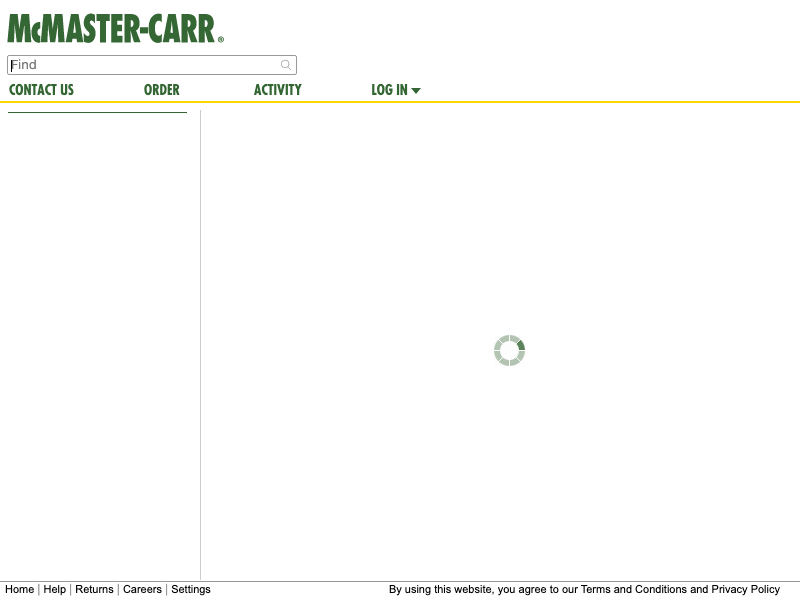 McMASTER-CARR®
Find
CONTACT US ORDER ACTIVITY LOG IN
Home | Help | Returns | Careers | Settings By using this website, you agree to our Terms and Conditions and Privacy Policy